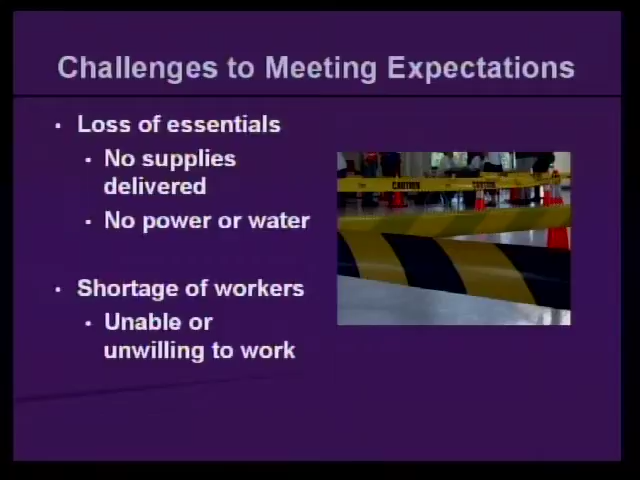 Challenges to Meeting Expectations
• Loss of essentials
• No supplies
delivered
• No power or water
• Shortage of workers
• Unable or
unwilling to work
CAUTION